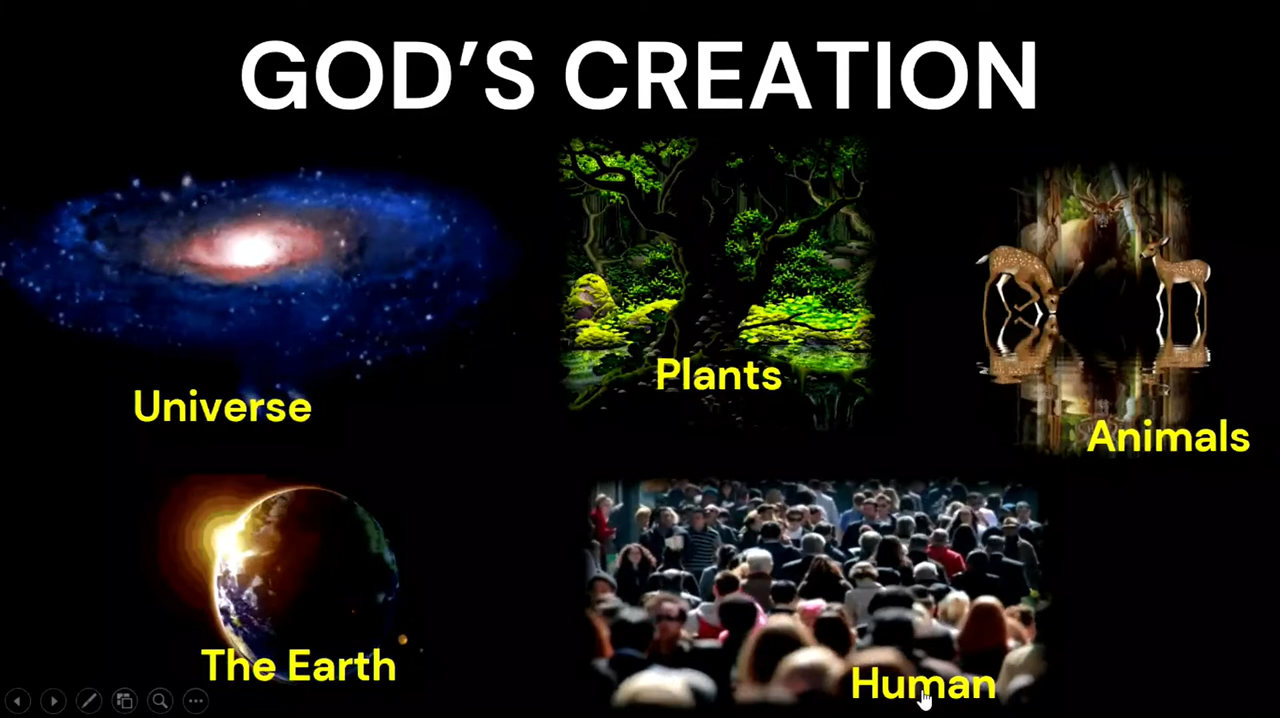 GOD’S CREATION
Universe
Plants
Animals
The Earth
Human